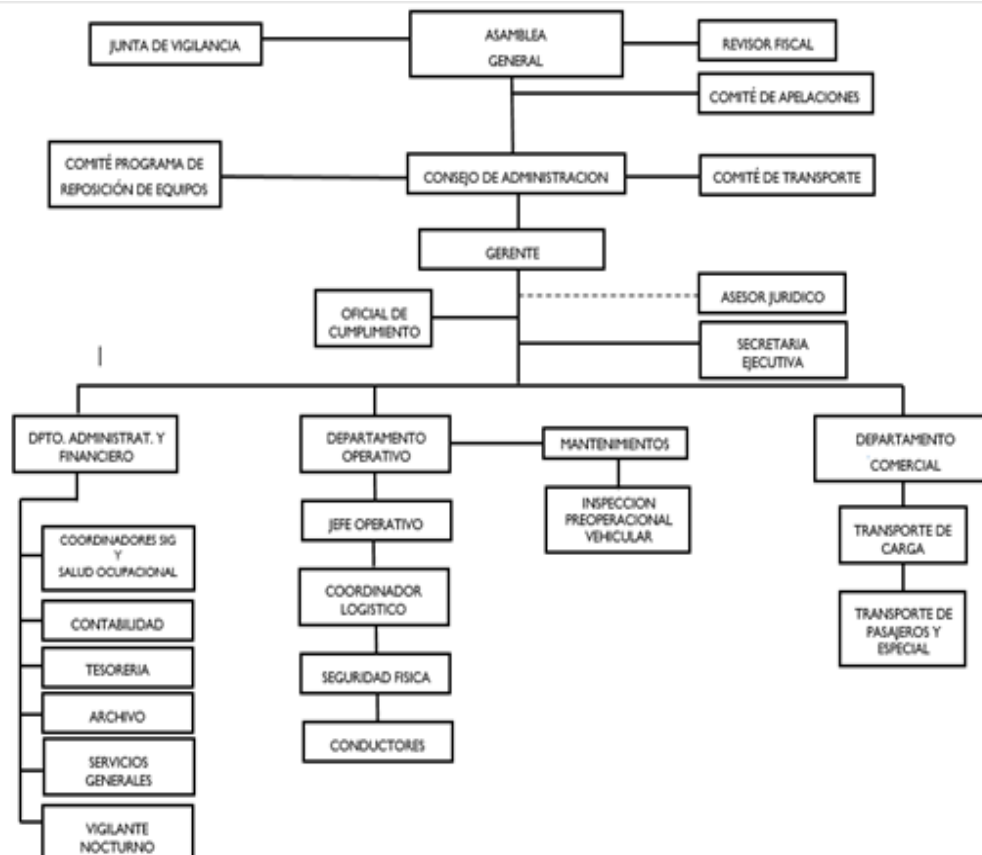 JUNTA DE VIGILANCIA
ASAMBLEA
GENERAL
REVISOR FISCAL
COMITÉ DE APELACIONES
COMITÉ PROGRAMA DE
REPOSICIÓN DE EQUIPOS
CONSEJO DE ADMINISTRACION
COMITÉ DE TRANSPORTE
GERENTE
ASESOR JURIDICO
OFICIAL DE
CUMPLIMIENTO
SECRETARIA
EJECUTIVA
DPTO. ADMINISTRAT. Y
FINANCIERO
COORDINADORES SIG
Y
SALUD OCUPACIONAL
CONTABILIDAD
TESORERIA
ARCHIVO
SERVICIOS
GENERALES
VIGILANTE
NOCTURNO
DEPARTAMENTO
OPERATIVO
JEFE OPERATIVO
COORDINADOR
LOGISTICO
SEGURIDAD FISICA
CONDUCTORES
MANTENIMIENTOS
INSPECCION
PREOPERACIONAL
VEHICULAR
DEPARTAMENTO
COMERCIAL
TRANSPORTE DE
CARGA
TRANSPORTE DE
PASAJEROS Y
ESPECIAL